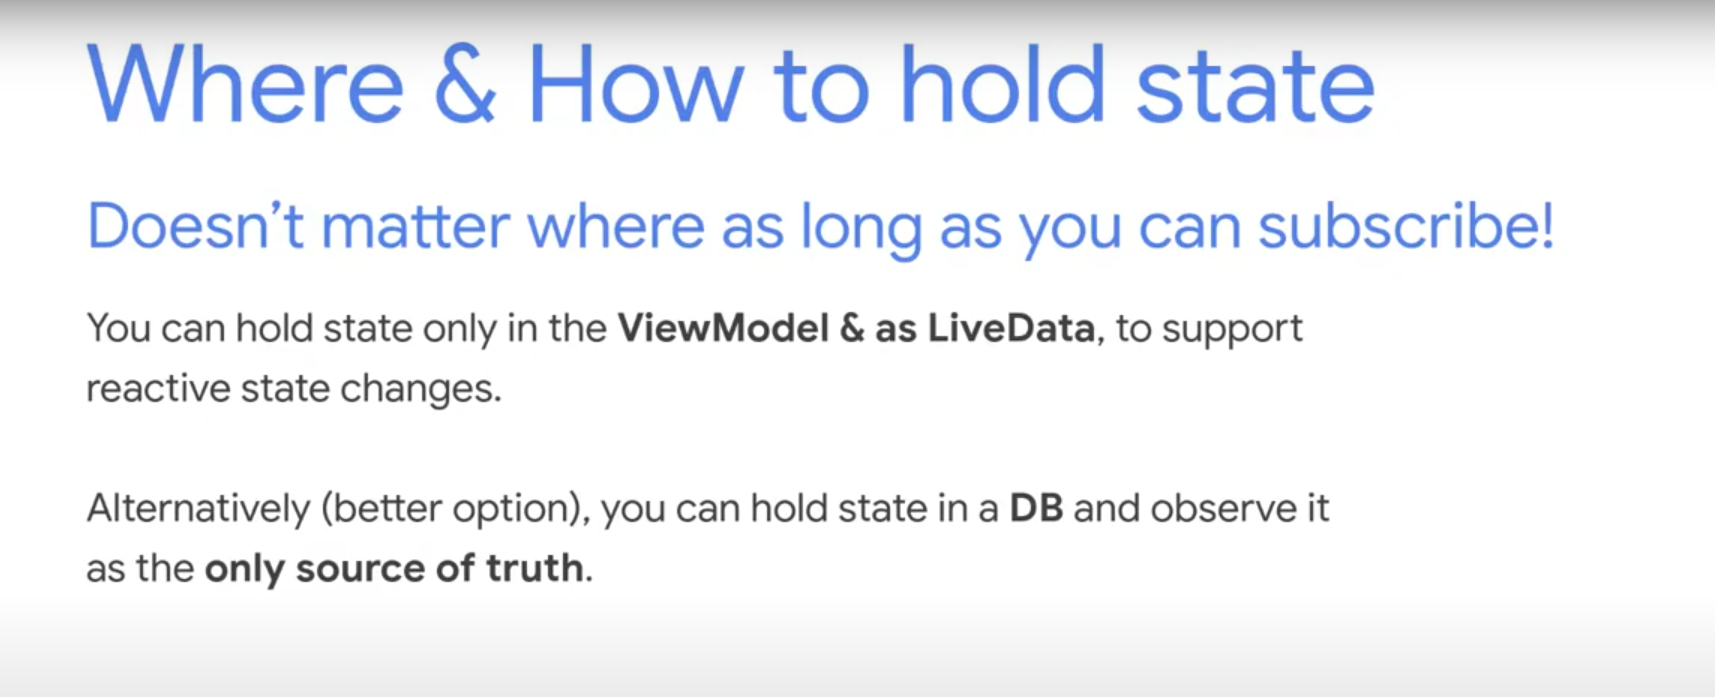 Where & How to hold state
Doesn't matter where as long as you can subscribe!
You can hold state only in the ViewModel & as LiveData, to support
reactive state changes.
Alternatively (better option), you can hold state in a DB and observe it
as the only source of truth.